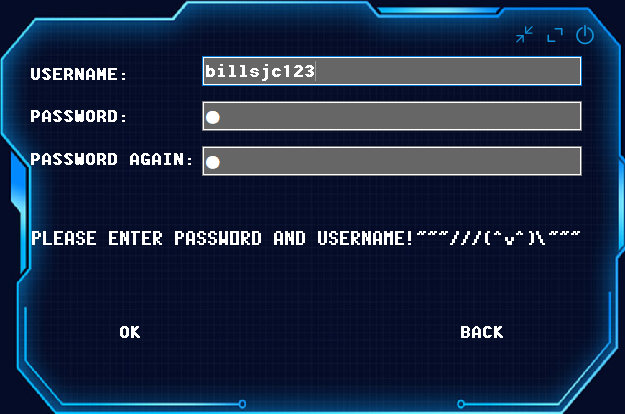 USERNAME: billsjc123
PASSWORD: ●
PASSWORD AGAIN: ●
PLEASE ENTER PASSWORD AND USERNAME!~~~///(^v^)\~~~
OK BACK